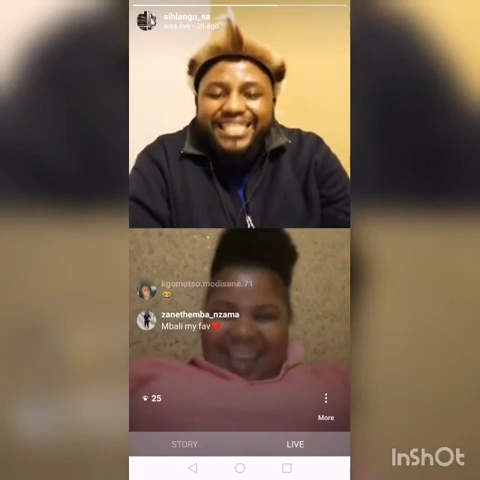 sihlangu_sa
was live • 2h ago
kgomotso.modisane.71
😂
zanethemba_nzama
Mbali my fav❤️
25
More
STORY
LIVE
InShOt